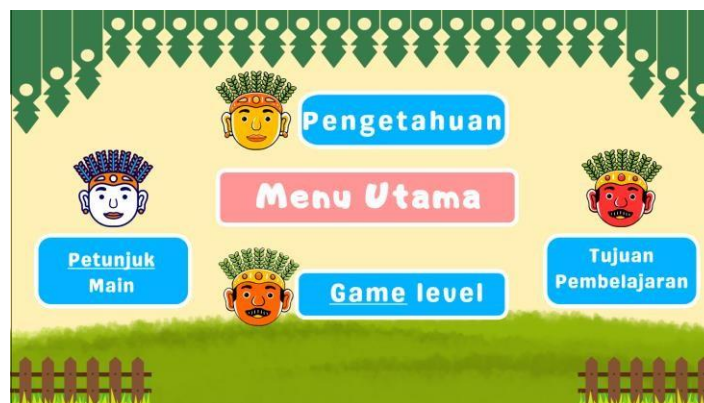 Pengetahuan
Menu Utama
Petunjuk
Main
Game level
Tujuan
Pembelajaran